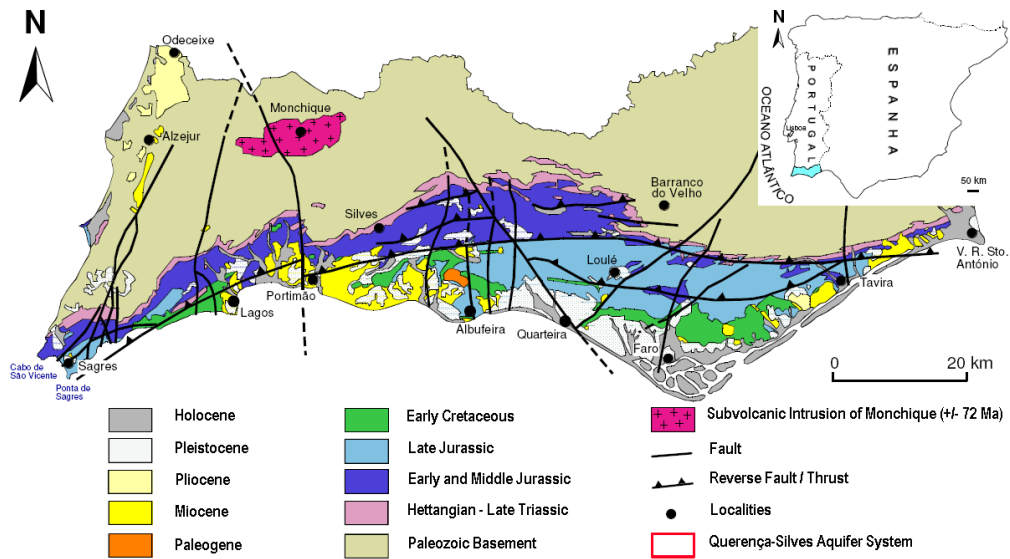 N
Odeceixe
Monchique
Alzejur
Silves
Barranco do Velho
Portimão
Lagos
Loulé
Albufeira
Quarteira
Faro
Tavira
V. R. Sto. António
Cabo de São Vicente
Sagres
Ponta de Sagres
0 20 km
N
OCEANO ATLÂNTICO
PORTUGAL
ESPANHA
Lisboa
50 km
Holocene
Pleistocene
Pliocene
Miocene
Paleogene
Early Cretaceous
Late Jurassic
Early and Middle Jurassic
Hettangian - Late Triassic
Paleozoic Basement
Subvolcanic Intrusion of Monchique (+/- 72 Ma)
Fault
Reverse Fault / Thrust
Localities
Querença-Silves Aquifer System